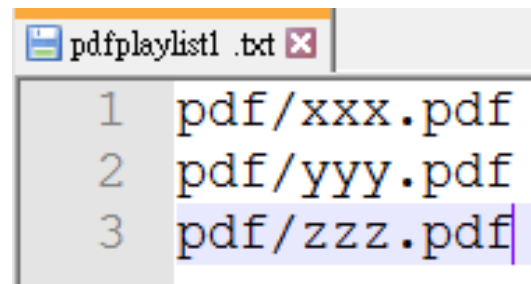 pdfplaylist1 .txt
1 pdf/xxx.pdf
2 pdf/yyy.pdf
3 pdf/zzz.pdf